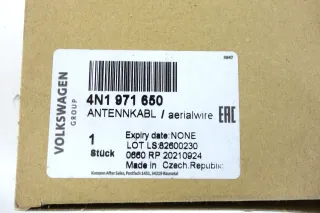 VOLKSWAGEN
GROUP
4N1 971 650
ANTENNKABL / aerialwire
EAC
1
Stück
Expiry date: NONE
LOT LS:82600230
0660 RP 20210924
Made in Czech.Republic